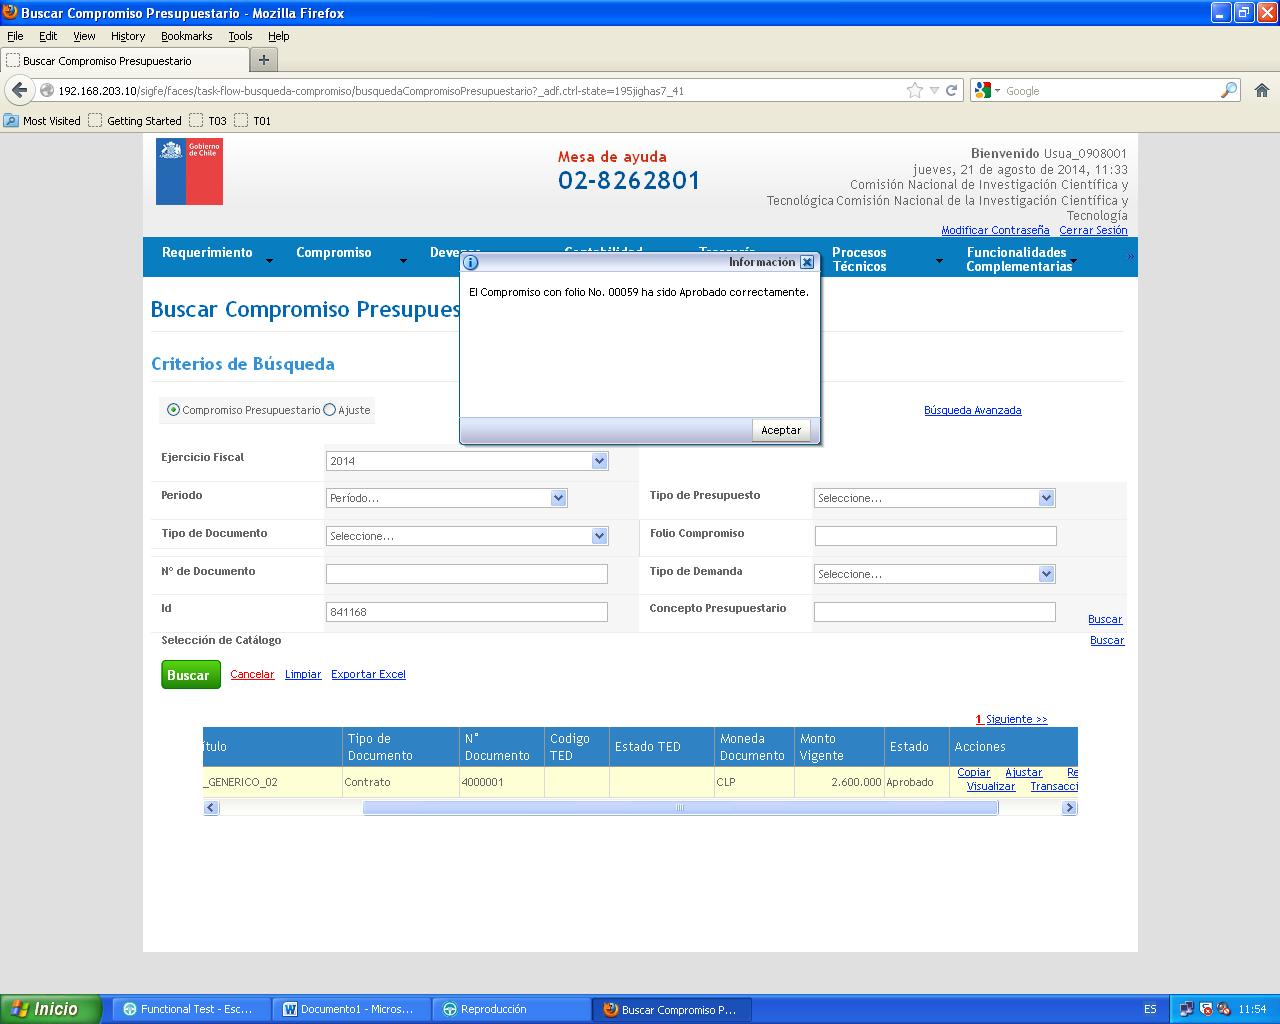 Buscar Compromiso Presupuestario - Mozilla Firefox
File Edit View History Bookmarks Tools Help
Buscar Compromiso Presupuestario
192.168.203.10/sigfe/faces/task-flow-busqueda-compromiso/busquedaCompromisoPresupuestario?_adf.ctrl-state=195jighas7_41
Google
Most Visited Getting Started T03 T01
Gobierno
de Chile
Mesa de ayuda
02-8262801
Bienvenido Usua_0908001
jueves, 21 de agosto de 2014, 11:33
Comisión Nacional de Investigación Científica y
Tecnológica Comisión Nacional de la Investigación Científica y
Tecnología
Modificar Contraseña Cerrar Sesión
Requerimiento Compromiso Procesos Técnicos Funcionalidades Complementarias »
Información
El Compromiso con folio No. 00059 ha sido Aprobado correctamente.
Aceptar
Buscar Compromiso Presupues
Criterios de Búsqueda
Compromiso Presupuestario Ajuste
Búsqueda Avanzada
Ejercicio Fiscal 2014
Periodo Período... Tipo de Presupuesto Seleccione...
Tipo de Documento Seleccione... Folio Compromiso
N° de Documento Tipo de Demanda Seleccione...
Id 841168 Concepto Presupuestario Buscar
Selección de Catálogo Buscar
Buscar Cancelar Limpiar Exportar Excel
1 Siguiente >>
ítulo Tipo de Documento N° Documento Codigo TED Estado TED Moneda Documento Monto Vigente Estado Acciones
_GENERICO_02 Contrato 4000001 CLP 2.600.000 Aprobado Copiar Ajustar Re
Visualizar Transacci
Inicio Functional Test - Esc... Documento1 - Micros... Reproducción Buscar Compromiso P... ES 11:54